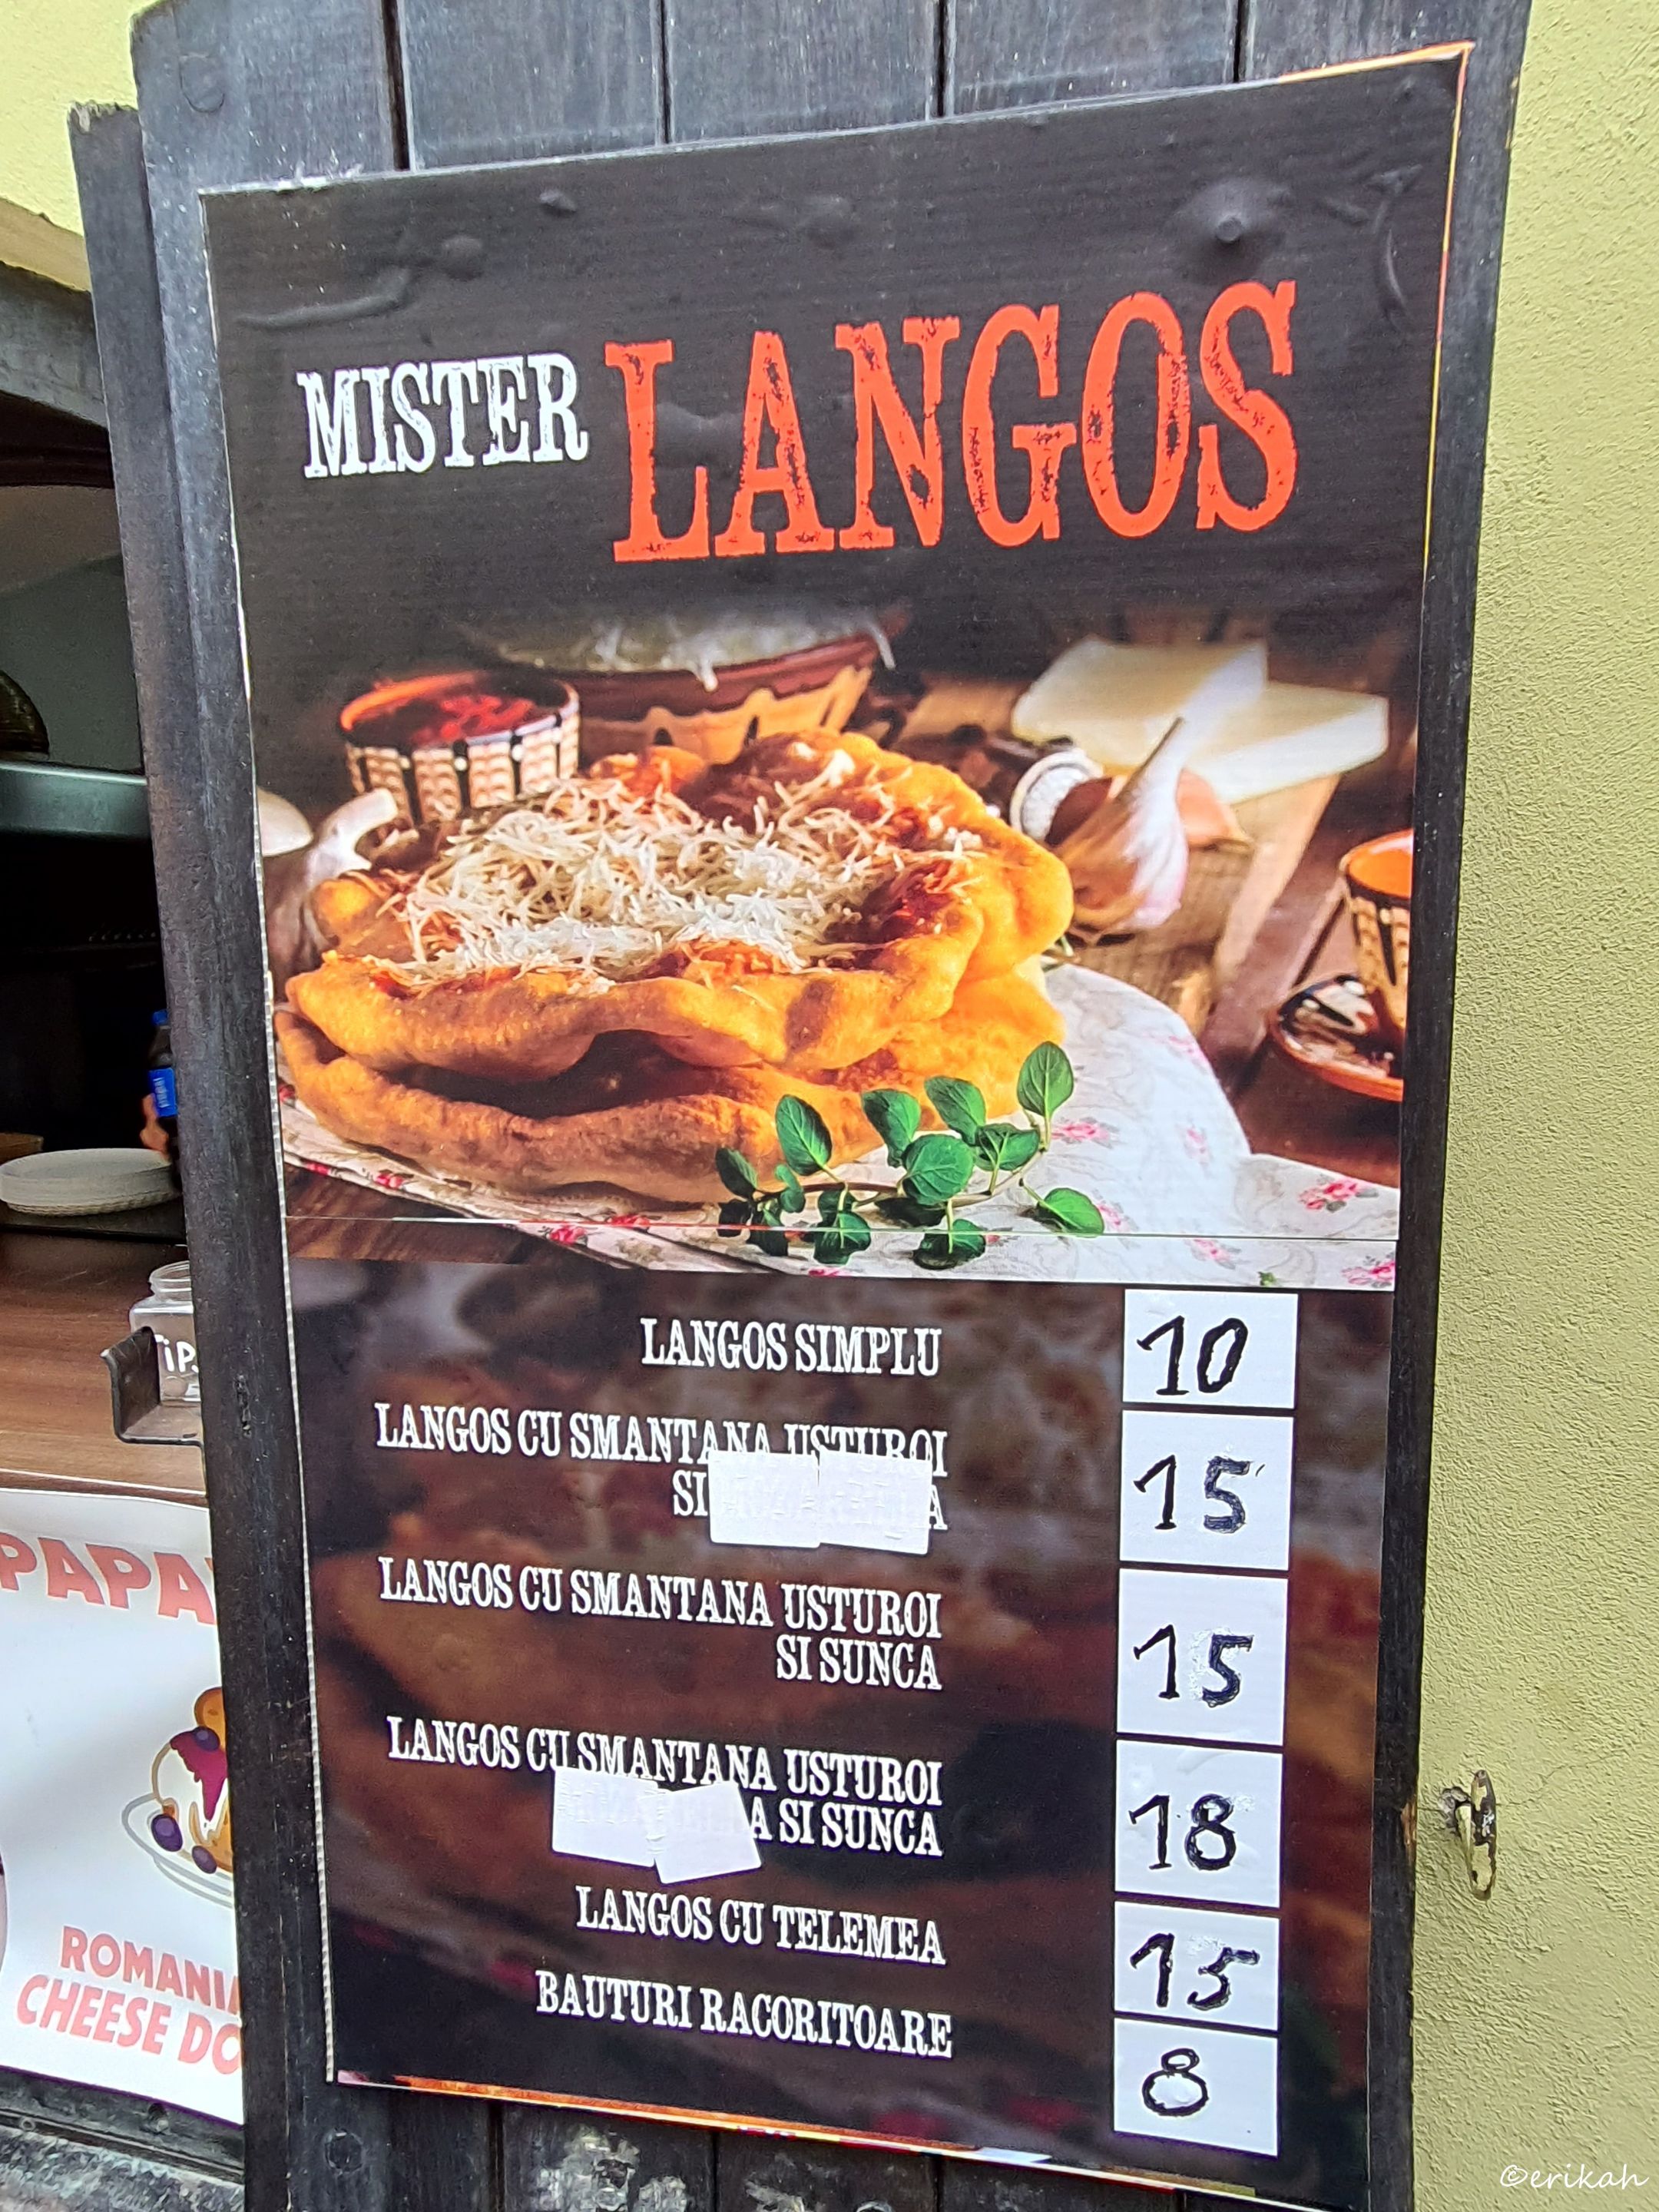 MISTER LANGOS
LANGOS SIMPLU 10
LANGOS CU SMANTANA USTUROI
SI 15
LANGOS CU SMANTANA USTUROI
SI SUNCA 15
LANGOS CU SMANTANA USTUROI
SI SUNCA 18
LANGOS CU TELEMEA 15
BAUTURI RACORITOARE 8
TIPS
PAPA
ROMANIA
CHEESE DO
©erikah